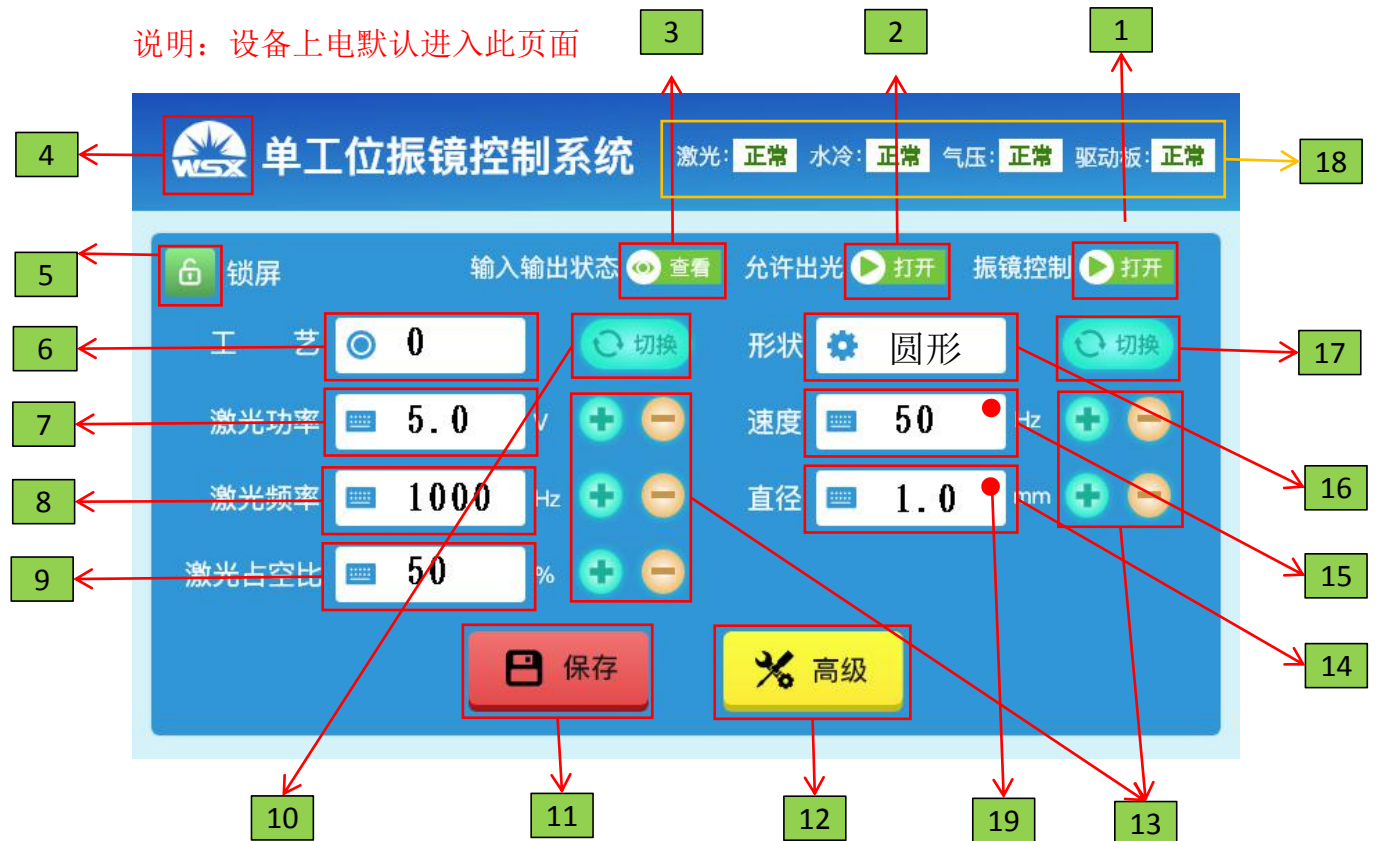 说明：设备上电默认进入此页面
3
2
1
4
WSX 单工位振镜控制系统
激光: 正常 水冷: 正常 气压: 正常 驱动板: 正常
18
5
锁屏 输入输出状态 查看 允许出光 打开 振镜控制 打开
6
工 艺 0 切换 形状 圆形 切换
17
7
激光功率 5.0 V + - 速度 50 Hz + -
8
激光频率 1000 Hz + - 直径 1.0 mm + -
16
9
激光占空比 50 % + -
15
保存 高级
14
10
11
12
19
13